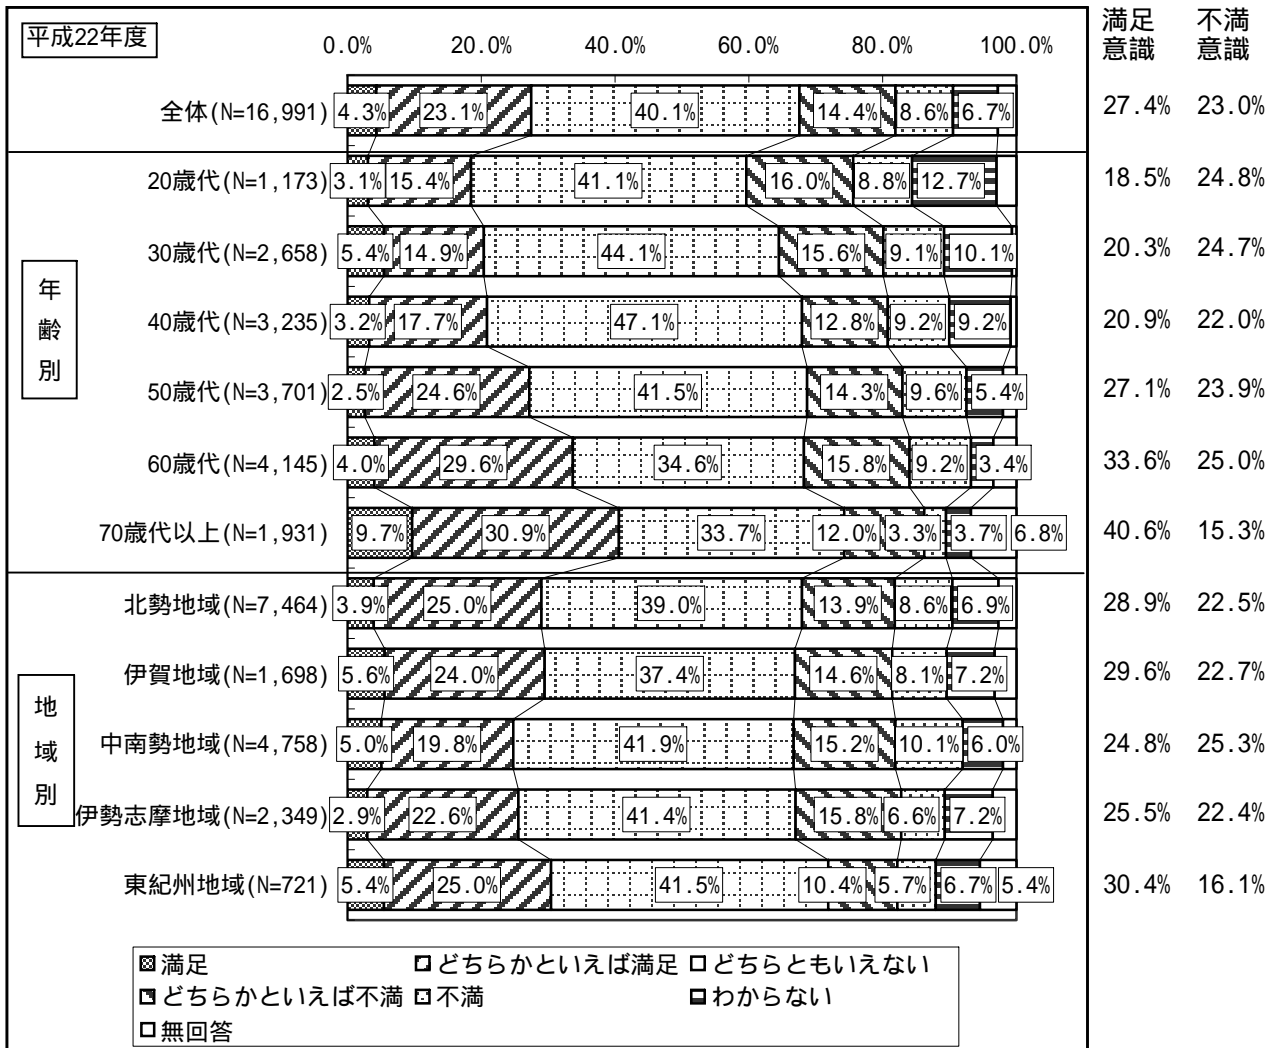 満足 不満
意識 意識
平成22年度
0.0% 20.0% 40.0% 60.0% 80.0% 100.0%
全体(N=16,991) 4.3% 23.1% 40.1% 14.4% 8.6% 6.7% 27.4% 23.0%
年齢別
20歳代(N=1,173) 3.1% 15.4% 41.1% 16.0% 8.8% 12.7% 18.5% 24.8%
30歳代(N=2,658) 5.4% 14.9% 44.1% 15.6% 9.1% 10.1% 20.3% 24.7%
40歳代(N=3,235) 3.2% 17.7% 47.1% 12.8% 9.2% 9.2% 20.9% 22.0%
50歳代(N=3,701) 2.5% 24.6% 41.5% 14.3% 9.6% 5.4% 27.1% 23.9%
60歳代(N=4,145) 4.0% 29.6% 34.6% 15.8% 9.2% 3.4% 33.6% 25.0%
70歳代以上(N=1,931) 9.7% 30.9% 33.7% 12.0% 3.3% 3.7% 6.8% 40.6% 15.3%
地域別
北勢地域(N=7,464) 3.9% 25.0% 39.0% 13.9% 8.6% 6.9% 28.9% 22.5%
伊賀地域(N=1,698) 5.6% 24.0% 37.4% 14.6% 8.1% 7.2% 29.6% 22.7%
中南勢地域(N=4,758) 5.0% 19.8% 41.9% 15.2% 10.1% 6.0% 24.8% 25.3%
伊勢志摩地域(N=2,349) 2.9% 22.6% 41.4% 15.8% 6.6% 7.2% 25.5% 22.4%
東紀州地域(N=721) 5.4% 25.0% 41.5% 10.4% 5.7% 6.7% 5.4% 30.4% 16.1%
満足 どちらかといえば満足 どちらともいえない
どちらかといえば不満 不満 わからない
無回答